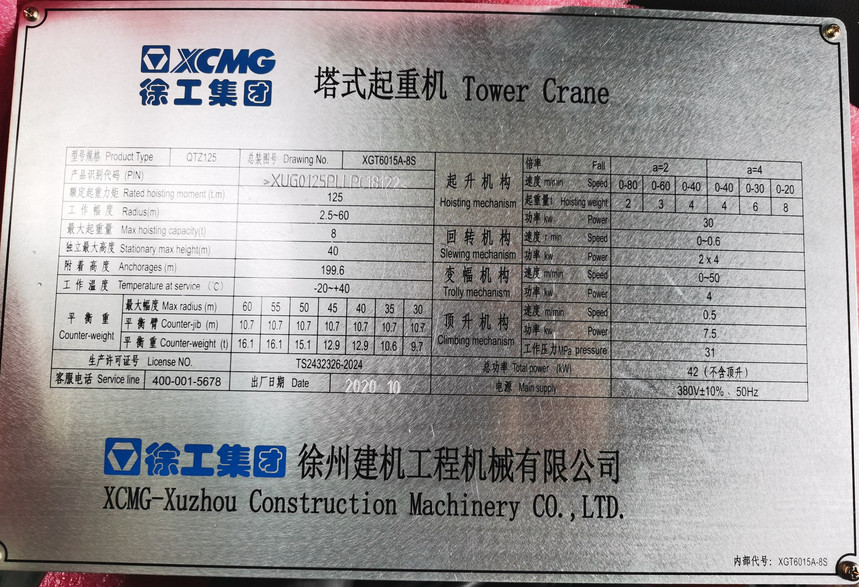 XCMG
徐工集团
塔式起重机 Tower Crane
型号规格 Product Type QTZ125 总装图号 Drawing No. XGT6015A-8S
产品识别代码 (PIN)
额定起重力矩 Rated hoisting moment (t.m) 125
工作幅度 Radius(m) 2.5~60
最大起重量 Max hoisting capacity(t) 8
独立最大高度 Stationary max height(m) 40
附着高度 Anchorages (m) 199.6
工作温度 Temperature at service (℃) -20~+40
平衡重 Counter-weight
最大幅度 Max radius (m) 60 55 50 45 40 35 30
平衡臂 Counter-jib (m) 10.7 10.7 10.7 10.7 10.7 10.7 10.7
平衡重 Counter-weight (t) 16.1 16.1 15.1 12.9 12.9 10.6 9.7
生产许可证号 License NO. TS2432326-2024
客服电话 Service line 400-001-5678 出厂日期 Date 2020.10
起升机构 Hoisting mechanism
倍率 Fall a=2 a=4
速度 m/min Speed 0-80 0-60 0-40 0-40 0-30 0-20
起重量 t Hoisting weight 2 3 4 4 6 8
功率 kw Power 30
回转机构 Slewing mechanism
速度 r/min Speed 0~0.6
功率 kw Power 2 x 4
变幅机构 Trolly mechanism
速度 m/min Speed 0~50
功率 kw Power 4
顶升机构 Climbing mechanism
速度 m/min Speed 0.5
功率 kw Power 7.5
工作压力MPa pressure 31
总功率 Total power (kW) 42 (不含顶升)
电源 Main supply 380V±10%、50Hz
徐工集团 徐州建机工程机械有限公司
XCMG-Xuzhou Construction Machinery CO.,LTD.
内部代号: XGT6015A-8S